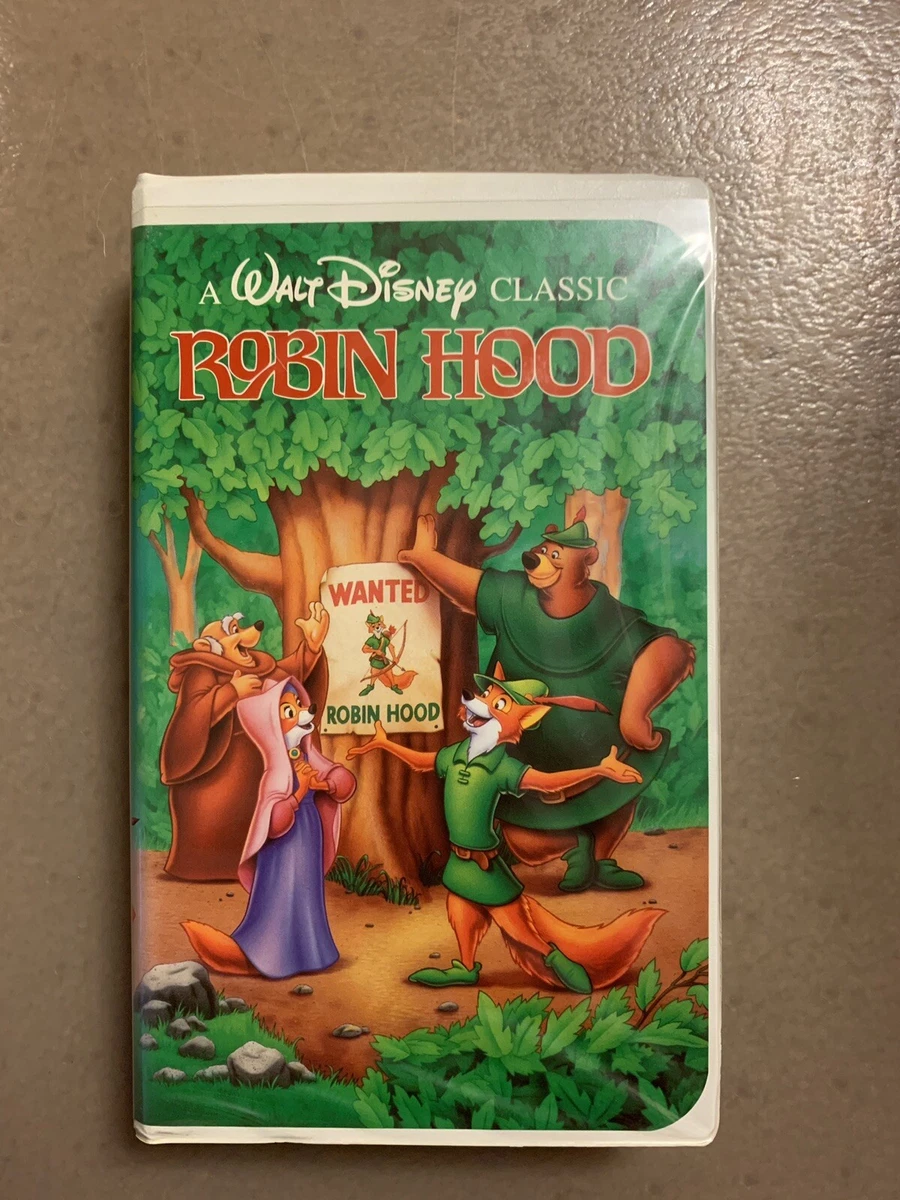 A WALT DISNEY CLASSIC
ROBIN HOOD
WANTED
ROBIN HOOD